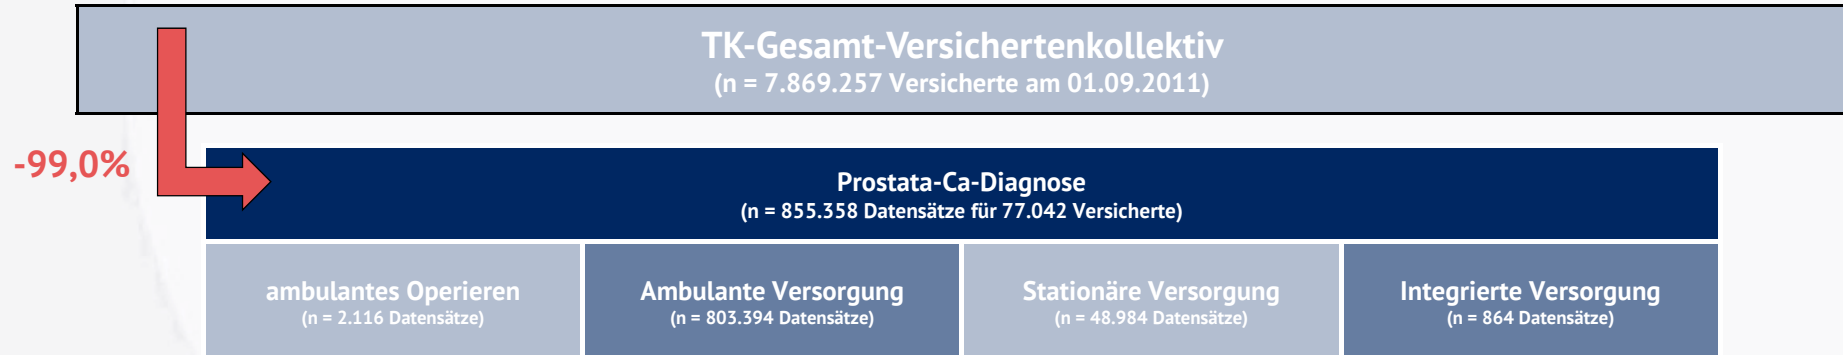 TK-Gesamt-Versichertenkollektiv
(n = 7.869.257 Versicherte am 01.09.2011)
-99,0%
Prostata-Ca-Diagnose
(n = 855.358 Datensätze für 77.042 Versicherte)
ambulantes Operieren
(n = 2.116 Datensätze)
Ambulante Versorgung
(n = 803.394 Datensätze)
Stationäre Versorgung
(n = 48.984 Datensätze)
Integrierte Versorgung
(n = 864 Datensätze)